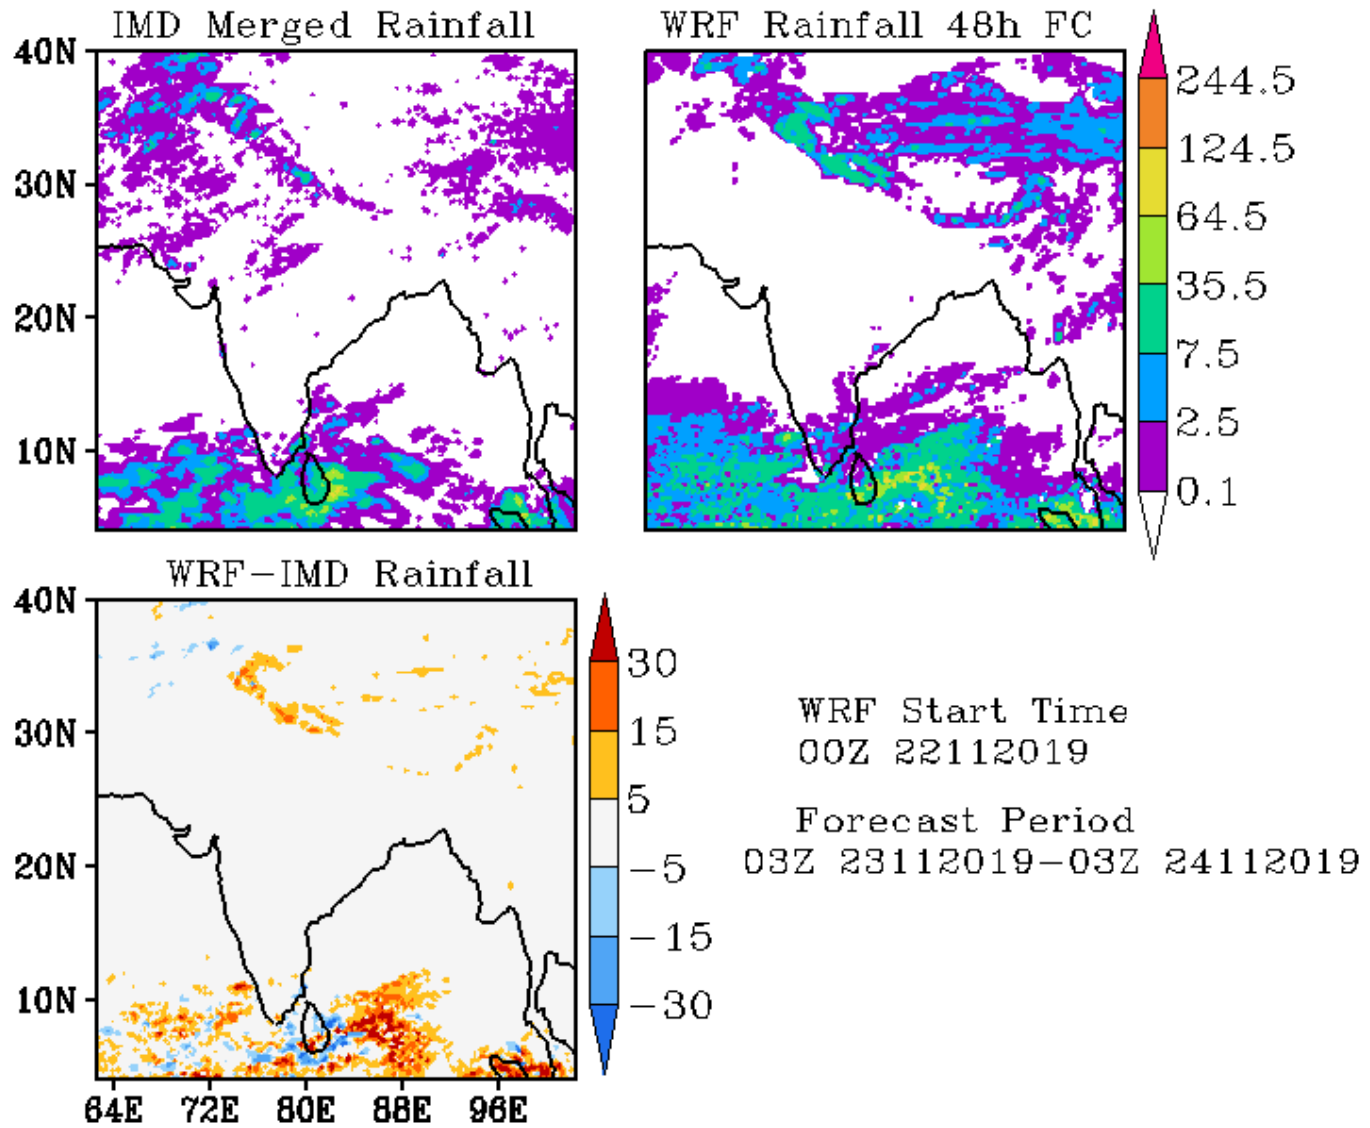 IMD Merged Rainfall
WRF Rainfall 48h FC
40N
30N
20N
10N
244.5
124.5
64.5
35.5
7.5
2.5
0.1
WRF-IMD Rainfall
40N
30N
20N
10N
64E 72E 80E 88E 96E
30
15
5
-5
-15
-30
WRF Start Time
00Z 22112019
Forecast Period
03Z 23112019-03Z 24112019